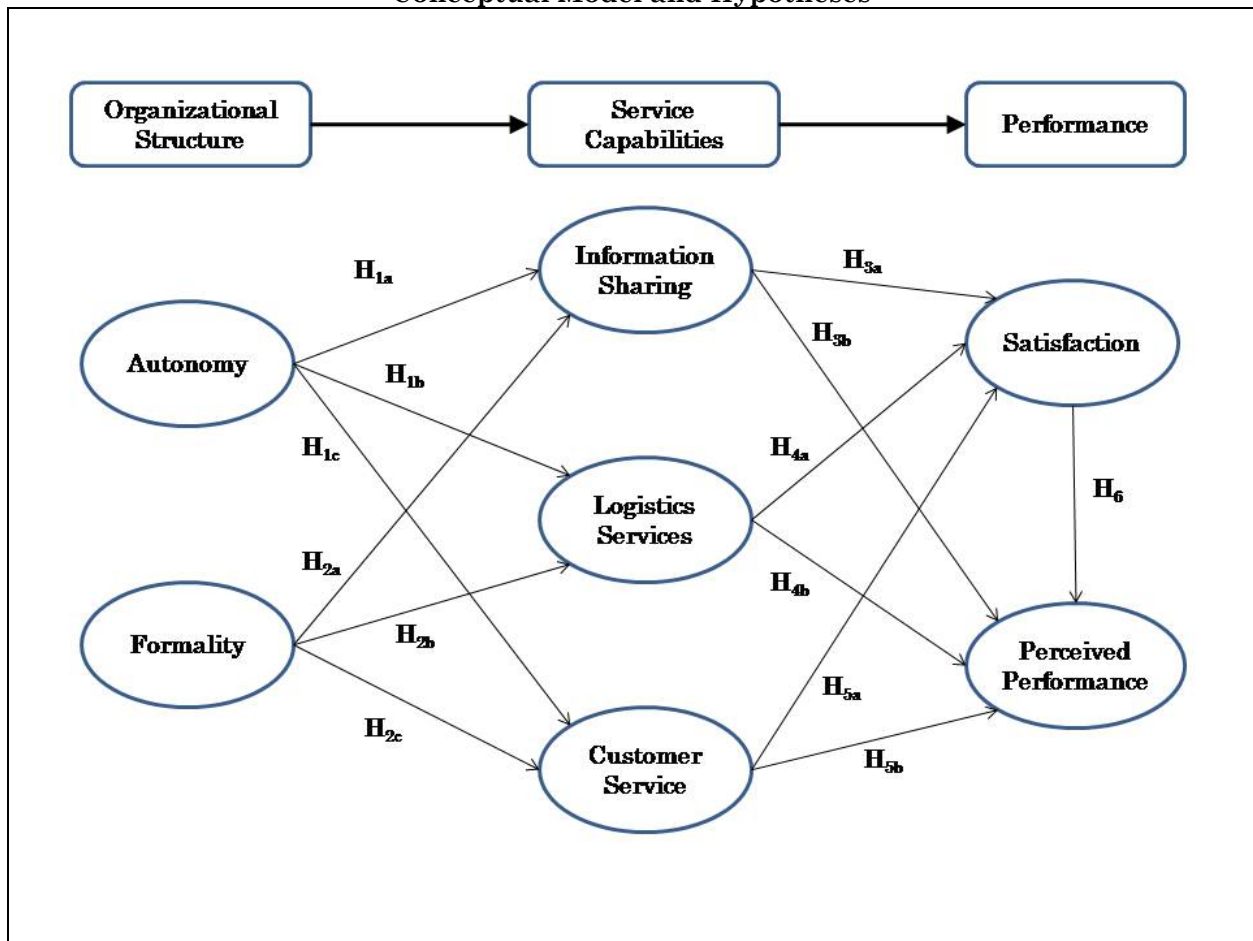 Conceptual Model and Hypotheses
Organizational
Structure
Service
Capabilities
Performance
Information
Sharing
H1a
H3a
Autonomy
H1b
H3b
Satisfaction
H1c
H4a
Logistics
Services
H6
H2a
H4b
Formality
H2b
Perceived
Performance
H5a
H2c
Customer
Service
H5b